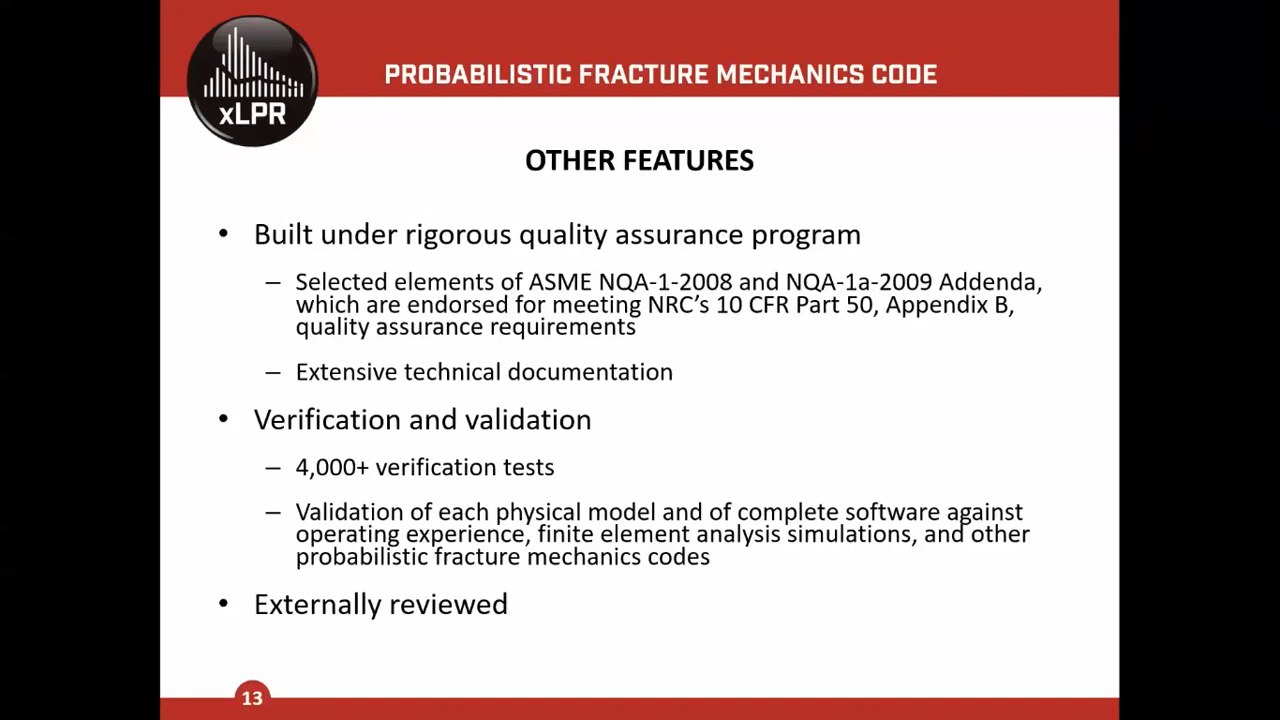 xLPR
PROBABILISTIC FRACTURE MECHANICS CODE
OTHER FEATURES
• Built under rigorous quality assurance program
– Selected elements of ASME NQA-1-2008 and NQA-1a-2009 Addenda,
which are endorsed for meeting NRC’s 10 CFR Part 50, Appendix B,
quality assurance requirements
– Extensive technical documentation
• Verification and validation
– 4,000+ verification tests
– Validation of each physical model and of complete software against
operating experience, finite element analysis simulations, and other
probabilistic fracture mechanics codes
• Externally reviewed
13